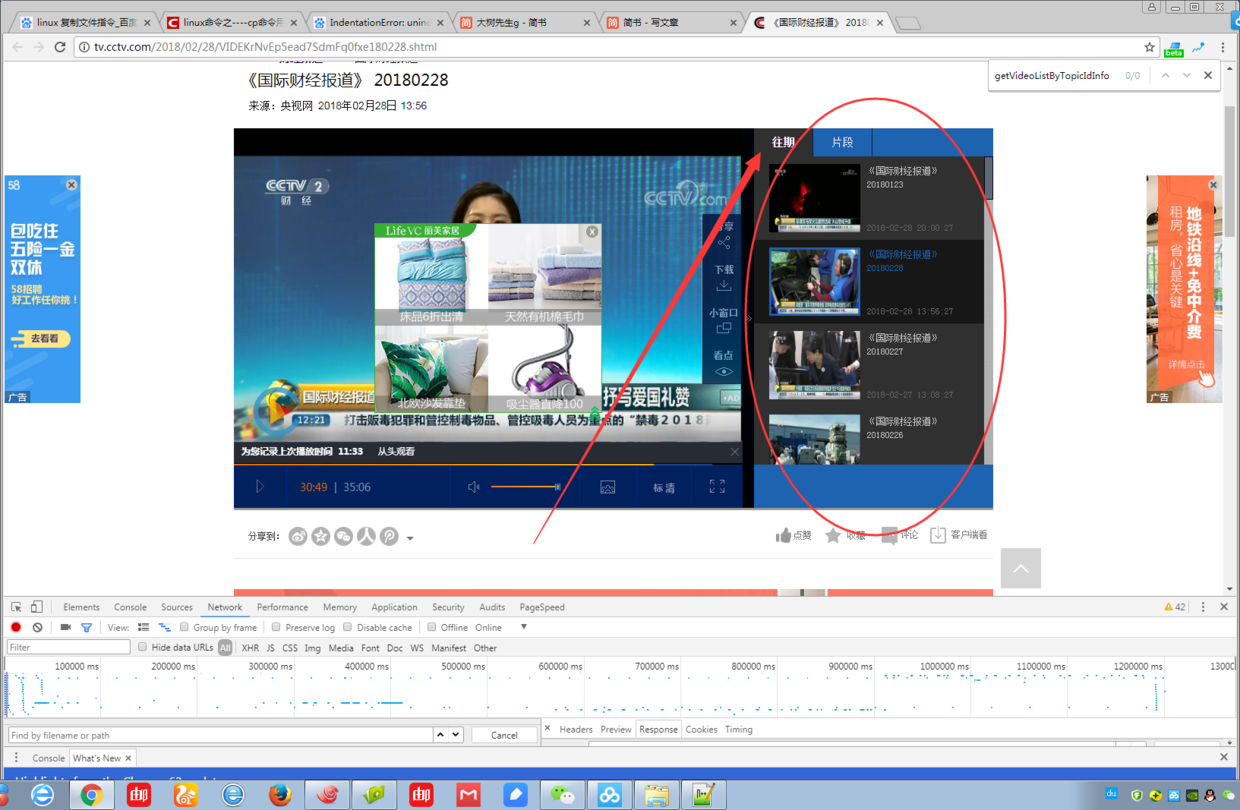 linux 复制文件指令_百度
linux命令之----cp命令用
IndentationError: uninc
大树先生g - 简书
简书 - 写文章
《国际财经报道》 2018
tv.cctv.com/2018/02/28/VIDEKrNvEp5ead7SdmFq0fxe180228.shtml
beta
getVideoListByTopicIdInfo
0/0
《国际财经报道》 20180228
来源：央视网 2018年02月28日 13:56
58
包吃住
五险一金
双休
58招聘
好工作任你挑！
去看看
广告
CCTV 2
财 经
CCTV.com
Life VC 丽芙家居
床品6折出清
天然有机棉毛巾
北欧沙发靠垫
吸尘器直降100
分享
下载
小窗口
看点
国际财经报道
抒写爱国礼赞
AD
12:21
打击贩毒犯罪和管控制毒物品、管控吸毒人员为重点的“禁毒2018
为您记录上次播放时间 11:33 从头观看
30:49 | 35:06
标清
往期
片段
《国际财经报道》
20180123
2018-02-28 20:00:27
《国际财经报道》
20180228
2018-02-28 13:56:27
《国际财经报道》
20180227
2018-02-27 13:08:27
《国际财经报道》
20180226
地铁沿线+免中介费
租房，省心是关键
详情点击
广告
分享到:
点赞
收藏
评论
客户端看
Elements Console Sources Network Performance Memory Application Security Audits PageSpeed
42
View:
Group by frame
Preserve log
Disable cache
Offline
Online
Filter
Hide data URLs
All XHR JS CSS Img Media Font Doc WS Manifest Other
100000 ms 200000 ms 300000 ms 400000 ms 500000 ms 600000 ms 700000 ms 800000 ms 900000 ms 1000000 ms 1100000 ms 1200000 ms 13000
Find by filename or path
Cancel
Headers Preview Response Cookies Timing
Console
What's New
du